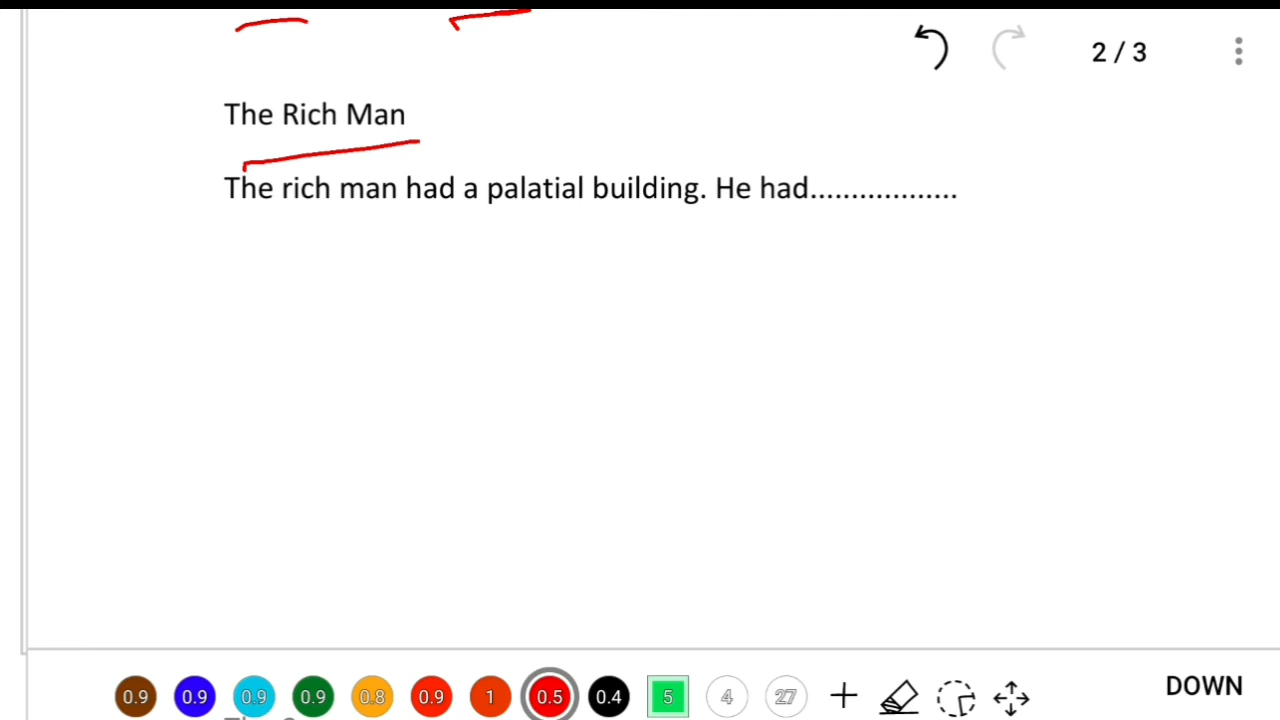 2 / 3
The Rich Man
The rich man had a palatial building. He had..................
0.9 0.9 0.9 0.9 0.8 0.9 1 0.5 0.4 5 4 27
DOWN